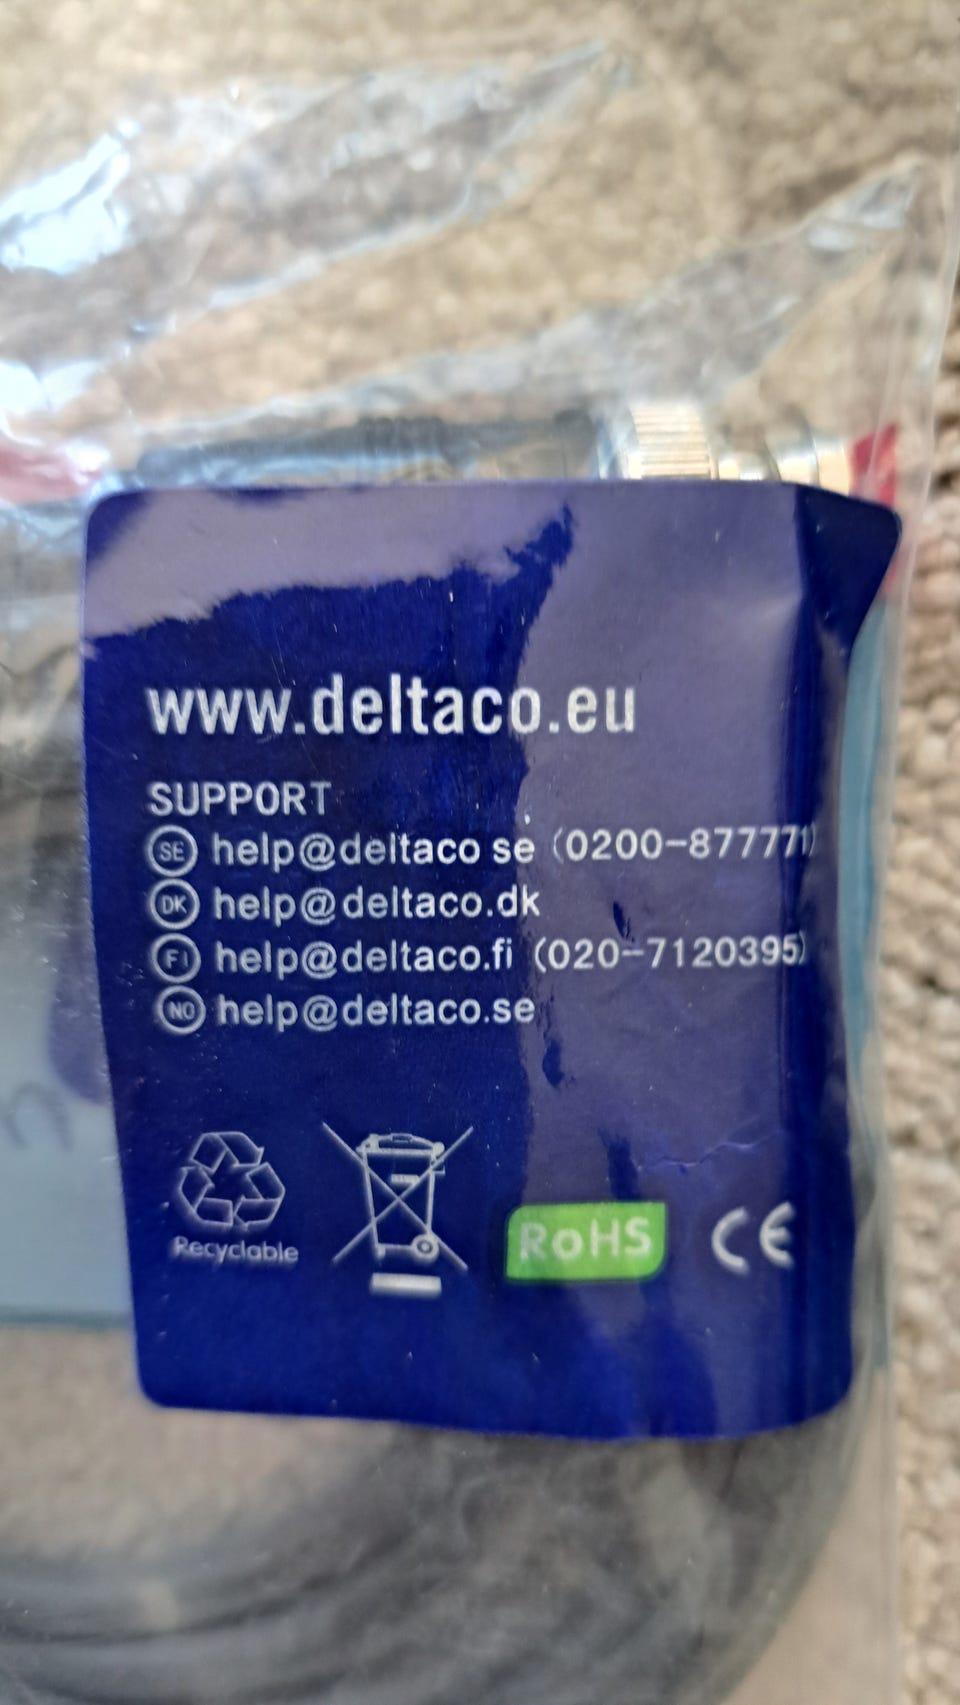 www.deltaco.eu
SUPPORT
SE help@deltaco se (0200-877771)
DK help@deltaco.dk
FI help@deltaco.fi (020-7120395)
NO help@deltaco.se
Recyclable
RoHS
CE